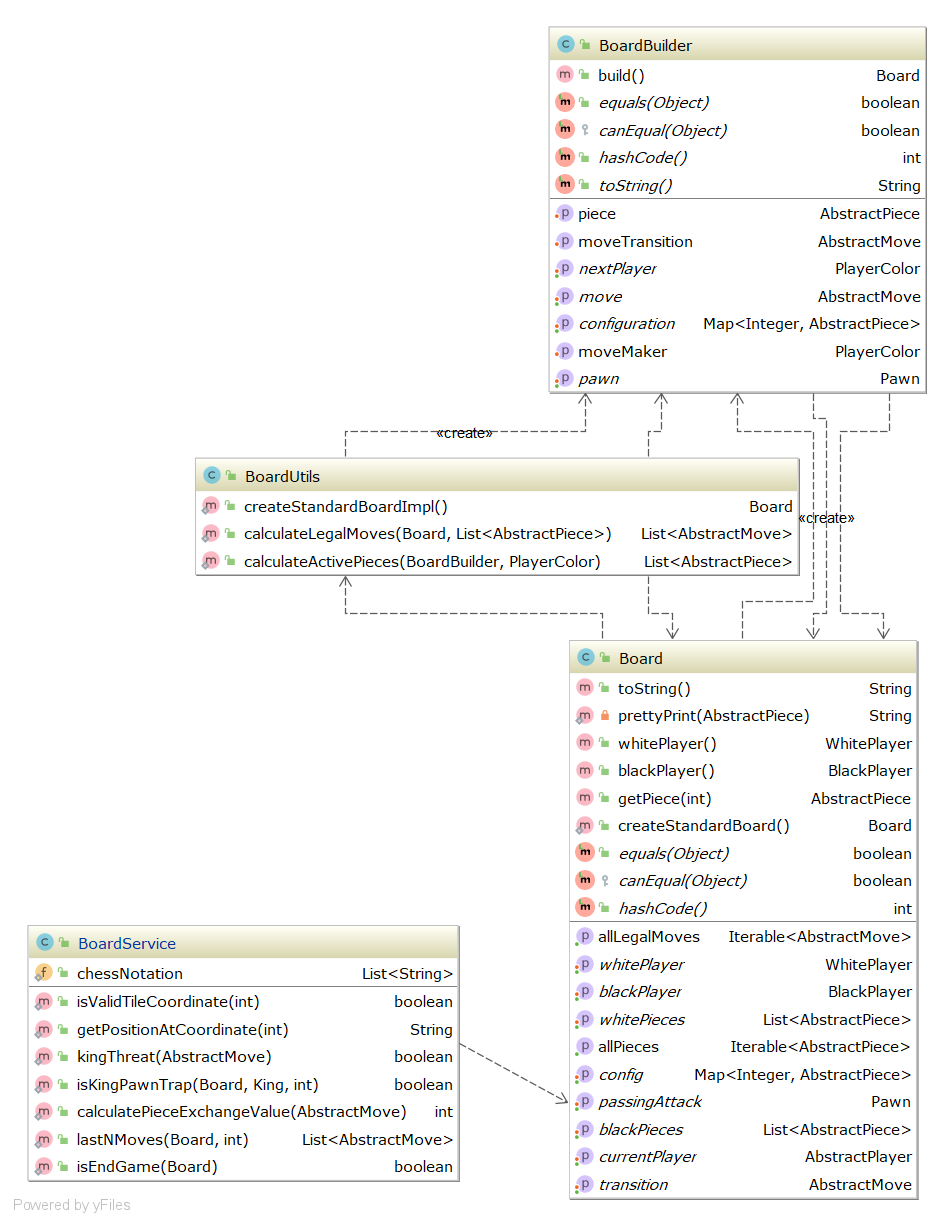 BoardBuilder
build() Board
equals(Object) boolean
canEqual(Object) boolean
hashCode() int
toString() String
piece AbstractPiece
moveTransition AbstractMove
nextPlayer PlayerColor
move AbstractMove
configuration Map<Integer, AbstractPiece>
moveMaker PlayerColor
pawn Pawn
«create»
BoardUtils
createStandardBoardImpl() Board
calculateLegalMoves(Board, List<AbstractPiece>) List<AbstractMove>
calculateActivePieces(BoardBuilder, PlayerColor) List<AbstractPiece>
«create»
Board
toString() String
prettyPrint(AbstractPiece) String
whitePlayer() WhitePlayer
blackPlayer() BlackPlayer
getPiece(int) AbstractPiece
createStandardBoard() Board
equals(Object) boolean
canEqual(Object) boolean
hashCode() int
allLegalMoves Iterable<AbstractMove>
whitePlayer WhitePlayer
blackPlayer BlackPlayer
whitePieces List<AbstractPiece>
allPieces Iterable<AbstractPiece>
config Map<Integer, AbstractPiece>
passingAttack Pawn
blackPieces List<AbstractPiece>
currentPlayer AbstractPlayer
transition AbstractMove
BoardService
chessNotation List<String>
isValidTileCoordinate(int) boolean
getPositionAtCoordinate(int) String
kingThreat(AbstractMove) boolean
isKingPawnTrap(Board, King, int) boolean
calculatePieceExchangeValue(AbstractMove) int
lastNMoves(Board, int) List<AbstractMove>
isEndGame(Board) boolean
Powered by yFiles